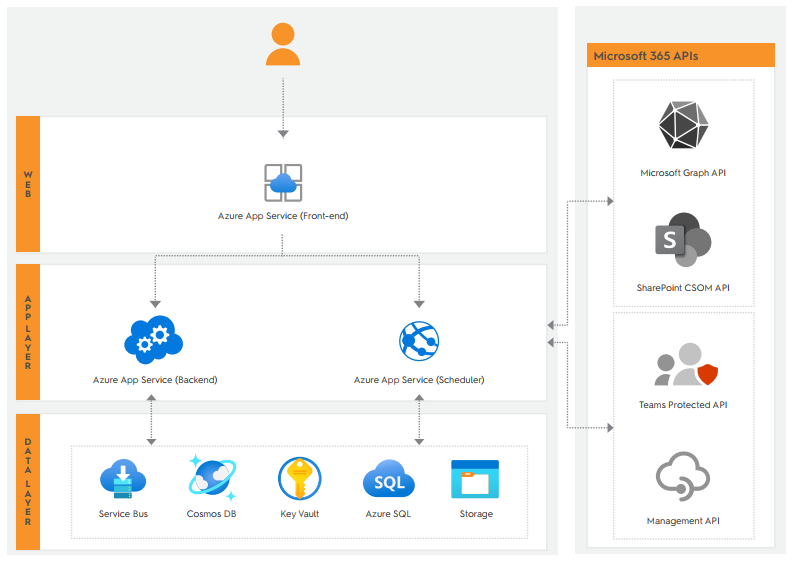 Microsoft 365 APIs
WEB
Azure App Service (Front-end)
Microsoft Graph API
S
SharePoint CSOM API
APP LAYER
Azure App Service (Backend)
Azure App Service (Scheduler)
Teams Protected API
DATA LAYER
SQL
Service Bus
Cosmos DB
Key Vault
Azure SQL
Storage
Management API